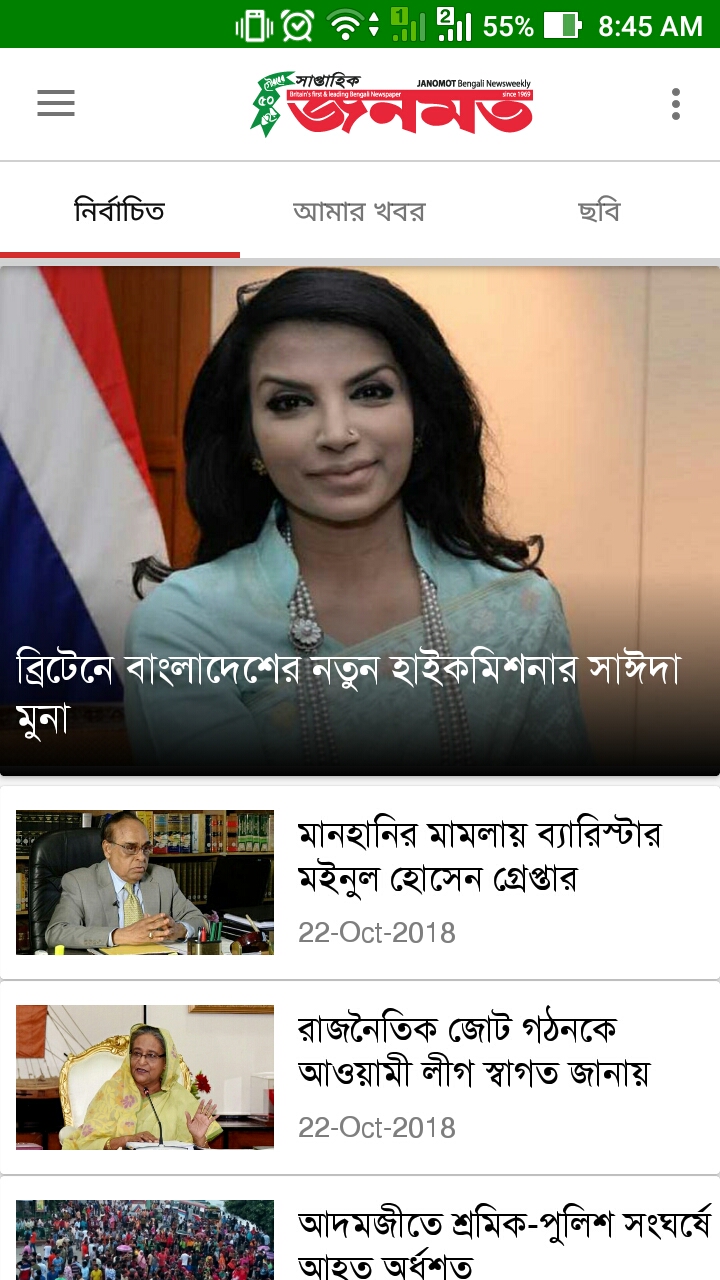 1
2
55%
8:45 AM
সাপ্তাহিক
JANOMOT Bengali Newsweekly
Britain's first & leading Bengali Newspaper
since 1969
জনমত
নির্বাচিত
আমার খবর
ছবি
ব্রিটেনে বাংলাদেশের নতুন হাইকমিশনার সাঈদা
মুনা
মানহানির মামলায় ব্যারিস্টার
মইনুল হোসেন গ্রেপ্তার
22-Oct-2018
রাজনৈতিক জোট গঠনকে
আওয়ামী লীগ স্বাগত জানায়
22-Oct-2018
আদমজীতে শ্রমিক-পুলিশ সংঘর্ষে
আহত অর্ধশত